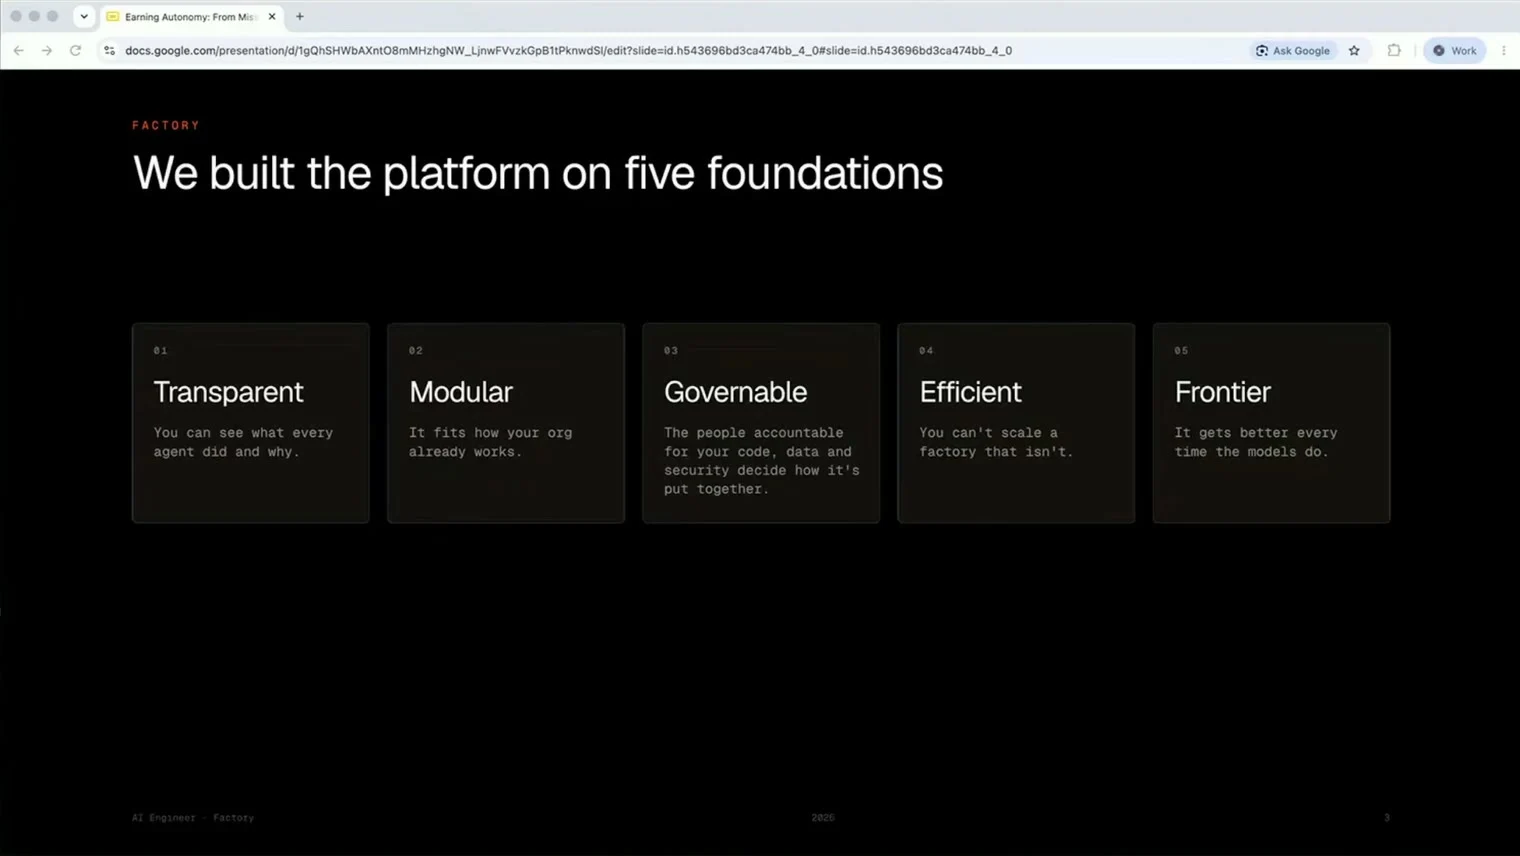 Earning Autonomy: From Mis
docs.google.com/presentation/d/1gQhSHWbAXntO8mMHzhgNW_LjnwFVvzkGpB1tPknwdSI/edit?slide=id.h543696bd3ca474bb_4_0#slide=id.h543696bd3ca474bb_4_0
Ask Google
Work
FACTORY
We built the platform on five foundations
01
Transparent
You can see what every
agent did and why.
02
Modular
It fits how your org
already works.
03
Governable
The people accountable
for your code, data and
security decide how it's
put together.
04
Efficient
You can't scale a
factory that isn't.
05
Frontier
It gets better every
time the models do.
AI Engineer · Factory
2026
3